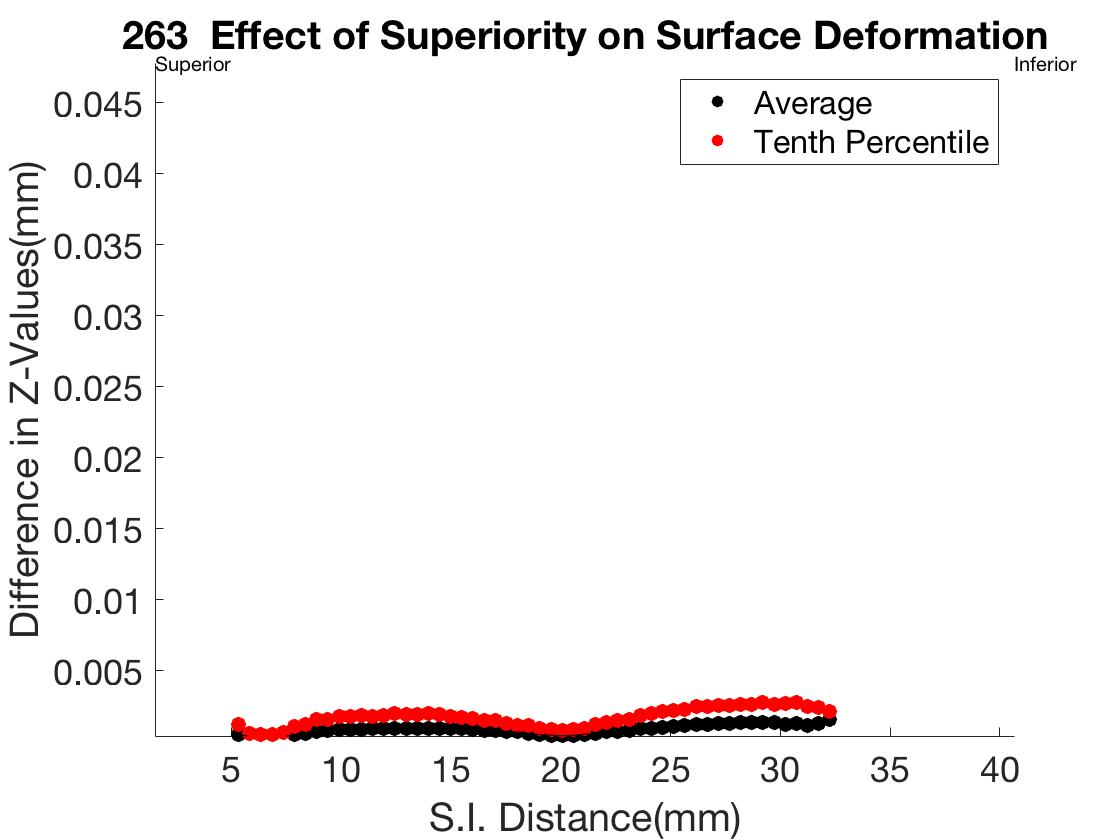 263  Effect of Superiority on Surface Deformation
Superior
Inferior
Average
Tenth Percentile
0.045
0.04
0.035
0.03
0.025
0.02
0.015
0.01
0.005
Difference in Z-Values(mm)
5 10 15 20 25 30 35 40
S.I. Distance(mm)